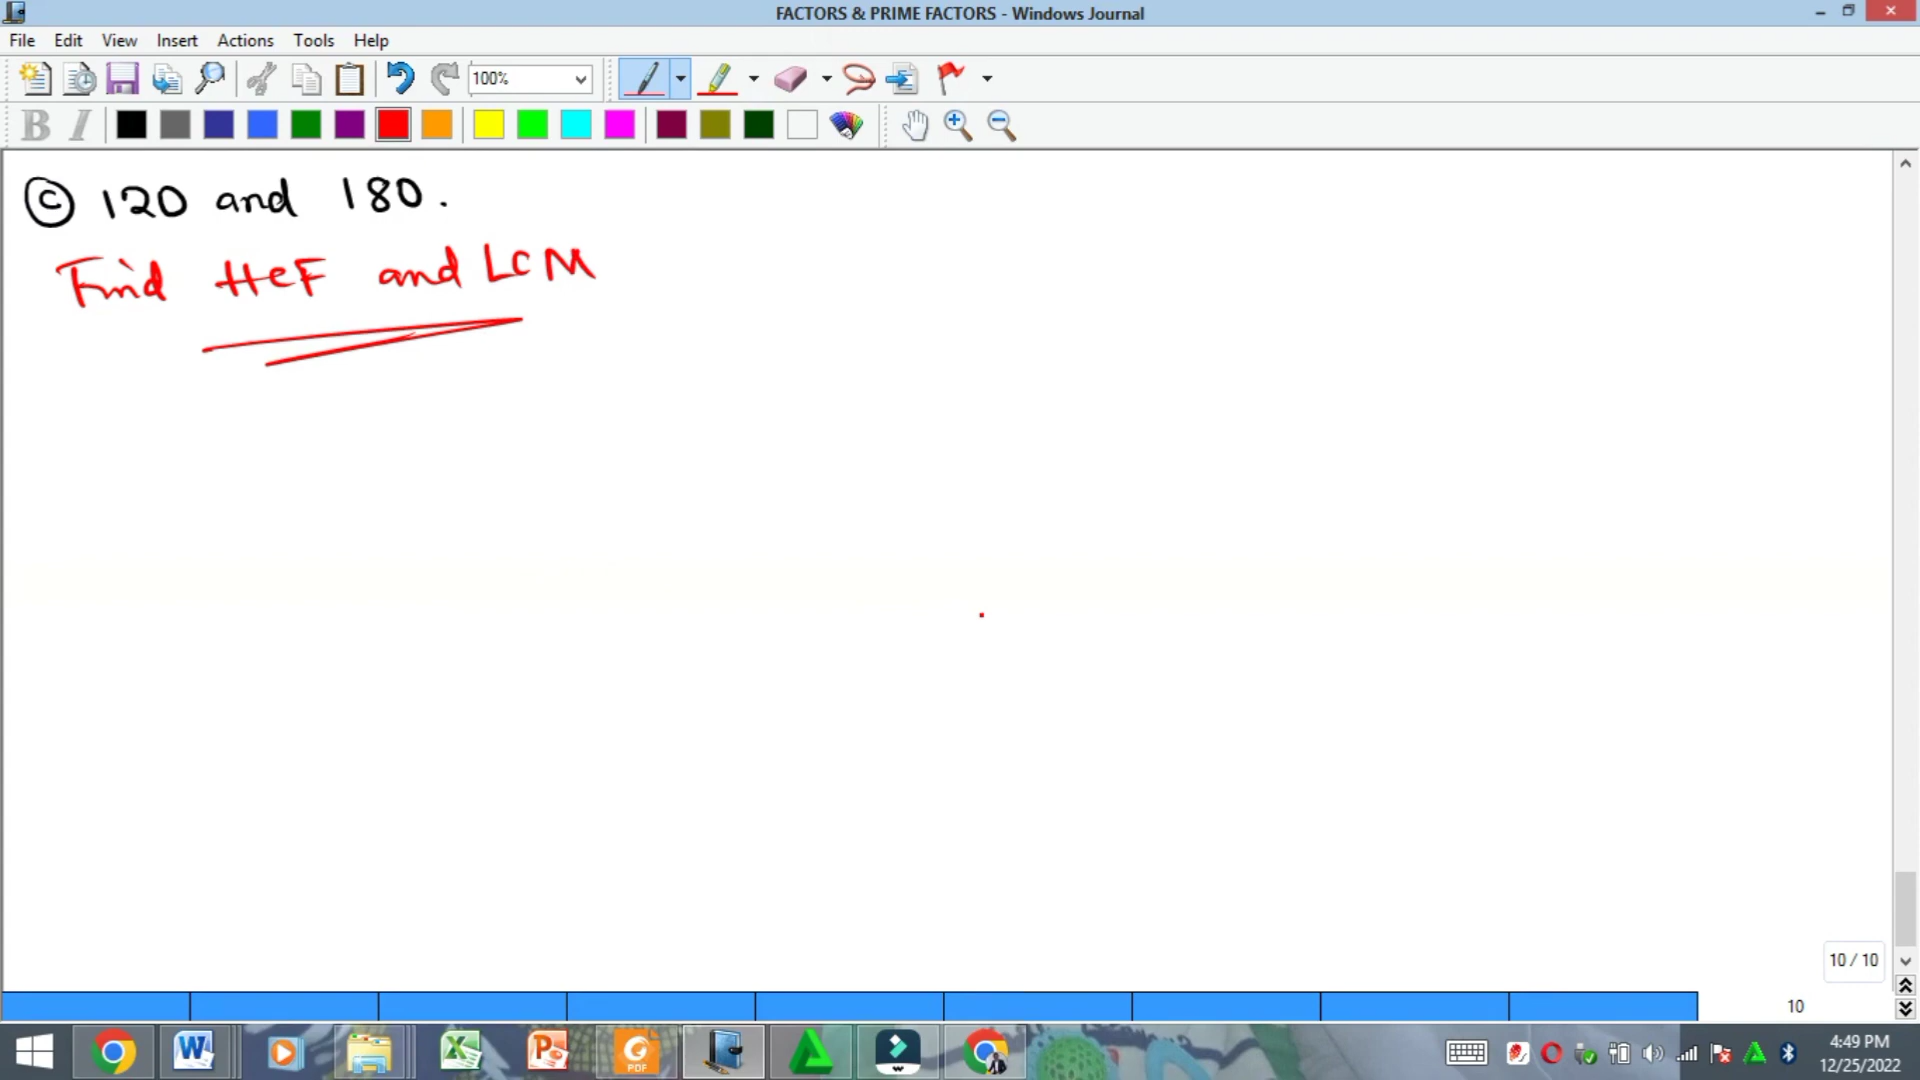 FACTORS & PRIME FACTORS - Windows Journal
File Edit View Insert Actions Tools Help
100%
B I
© 120 and 180.
Find HCF and LCM
10 / 10
10
PDF
4:49 PM
12/25/2022